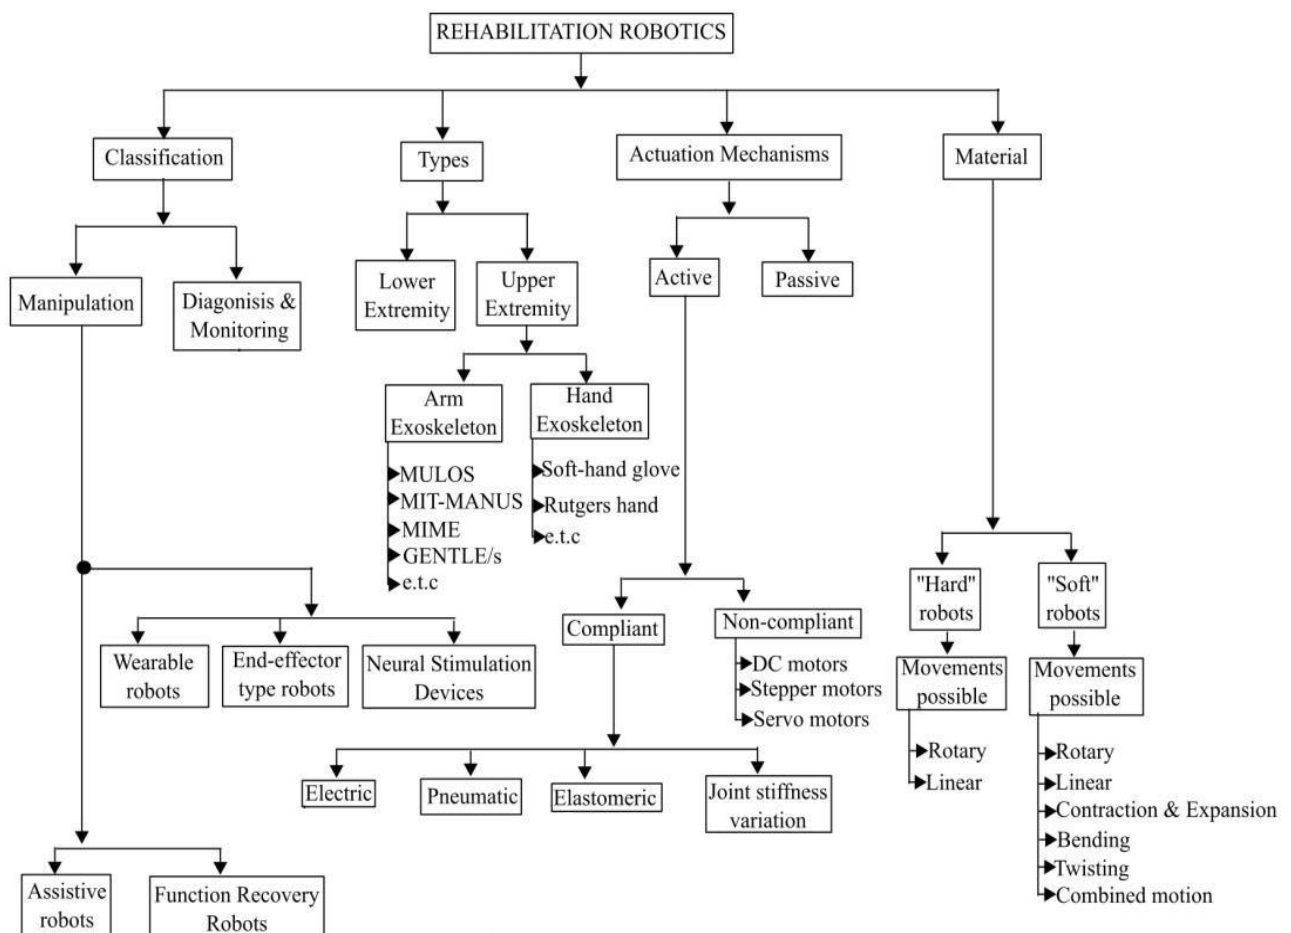 REHABILITATION ROBOTICS
Classification
Types
Actuation Mechanisms
Material
Manipulation
Diagonisis &
Monitoring
Lower
Extremity
Upper
Extremity
Active
Passive
Arm
Exoskeleton
Hand
Exoskeleton
MULOS
MIT-MANUS
MIME
GENTLE/s
e.t.c
Soft-hand glove
Rutgers hand
e.t.c
"Hard"
robots
"Soft"
robots
Compliant
Non-compliant
DC motors
Stepper motors
Servo motors
Wearable
robots
End-effector
type robots
Neural Stimulation
Devices
Movements
possible
Movements
possible
Rotary
Linear
Rotary
Linear
Contraction & Expansion
Bending
Twisting
Combined motion
Electric
Pneumatic
Elastomeric
Joint stiffness
variation
Assistive
robots
Function Recovery
Robots